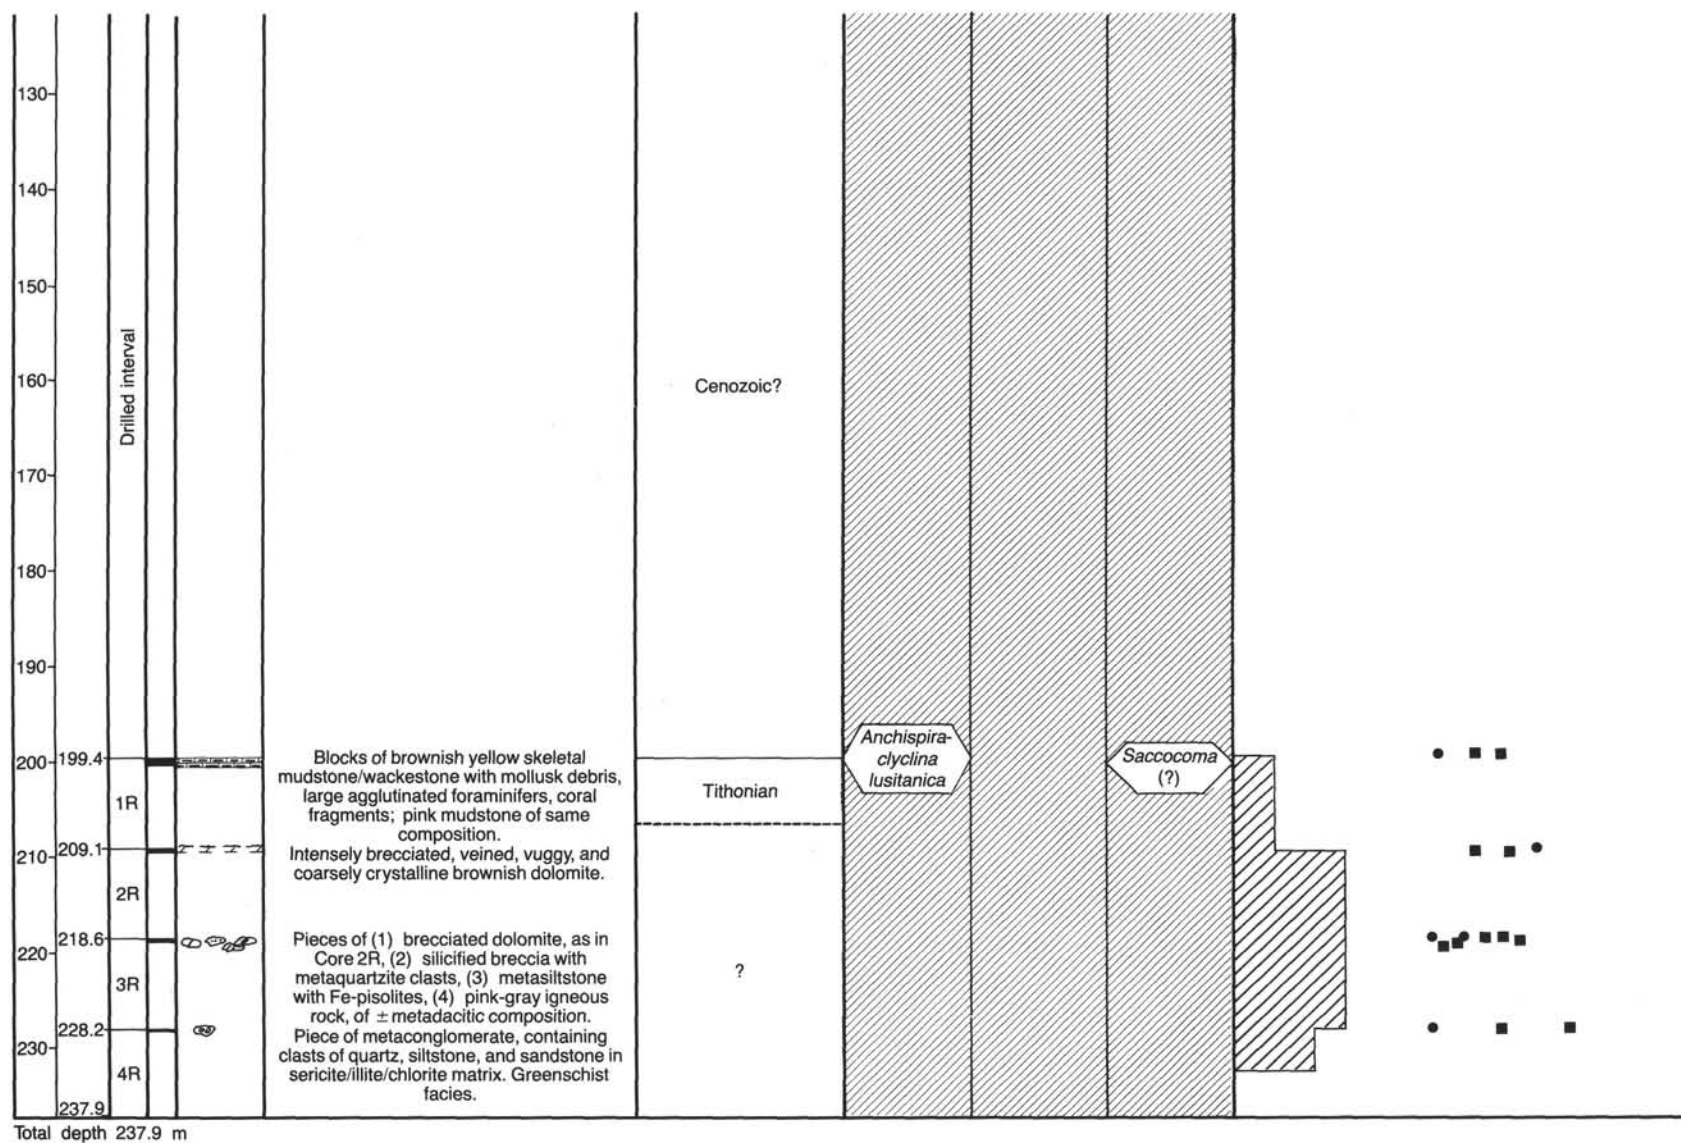 130
140
150
160
170
180
190
200
210
220
230
199.4
209.1
218.6
228.2
237.9
Drilled interval
1R
2R
3R
4R
Blocks of brownish yellow skeletal
mudstone/wackestone with mollusk debris,
large agglutinated foraminifers, coral
fragments; pink mudstone of same
composition.
Intensely brecciated, veined, vuggy, and
coarsely crystalline brownish dolomite.
Pieces of (1) brecciated dolomite, as in
Core 2R, (2) silicified breccia with
metaquartzite clasts, (3) metasiltstone
with Fe-pisolites, (4) pink-gray igneous
rock, of ± metadacitic composition.
Piece of metaconglomerate, containing
clasts of quartz, siltstone, and sandstone in
sericite/illite/chlorite matrix. Greenschist
facies.
Cenozoic?
Tithonian
?
Anchispira-
clyclina
lusitanica
Saccocoma
(?)
Total depth 237.9 m